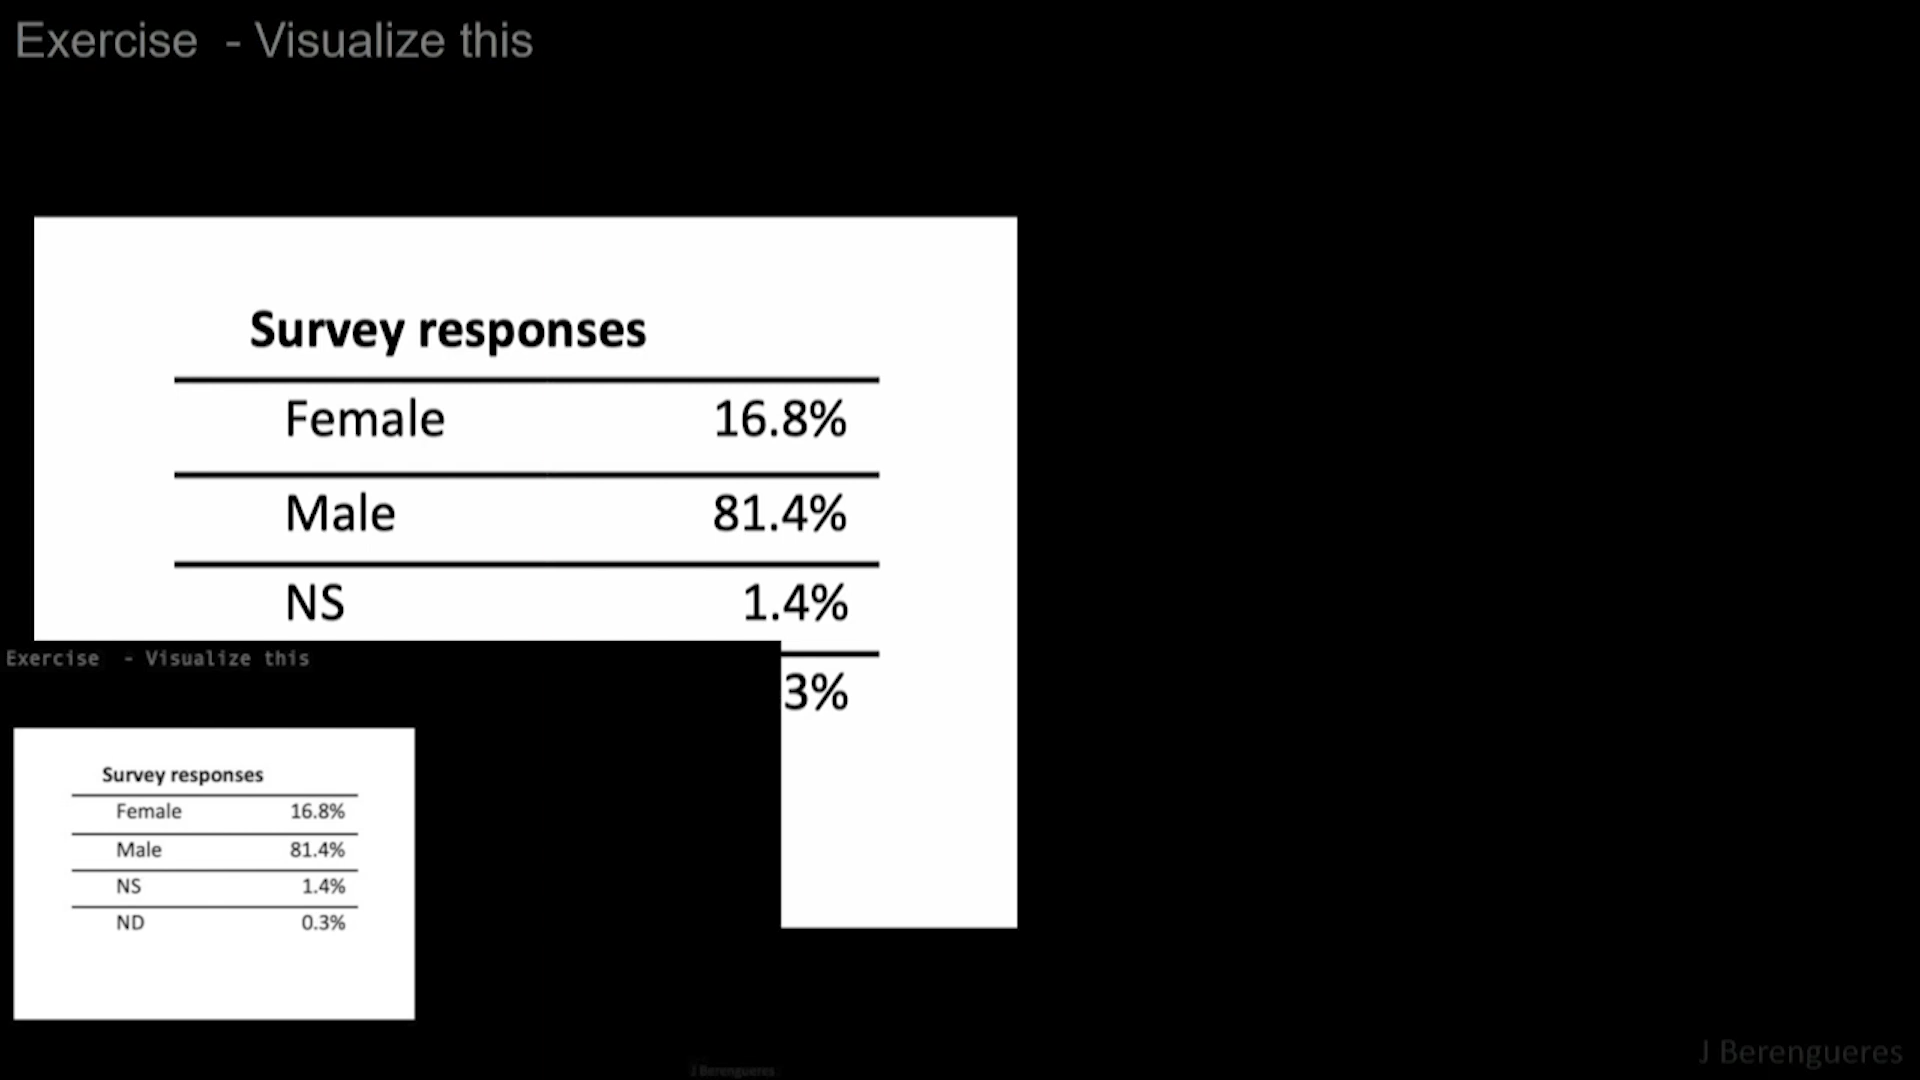 Exercise - Visualize this
Survey responses
Female 16.8%
Male 81.4%
NS 1.4%
3%
Exercise - Visualize this
Survey responses
Female 16.8%
Male 81.4%
NS 1.4%
ND 0.3%
J Berengueres
J Berengueres